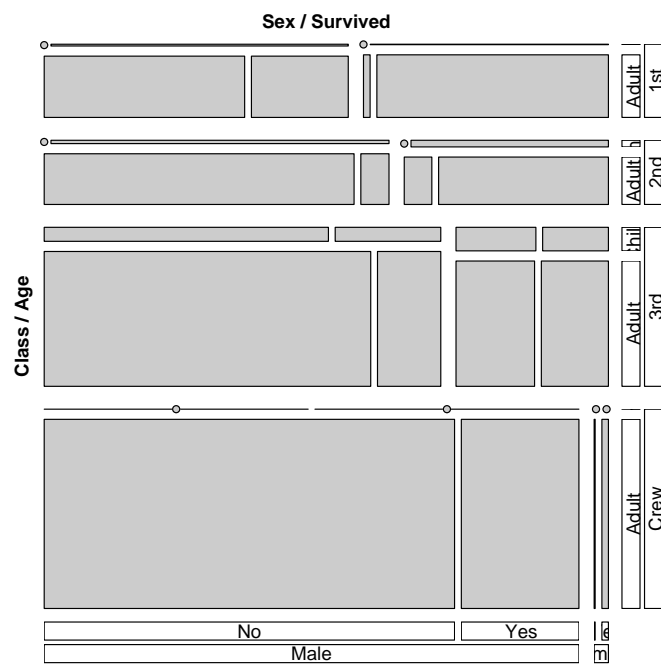 Sex / Survived
Adult
1st
Adult
2nd
Class / Age
Adult
3rd
Adult
Crew
No
Yes
Male